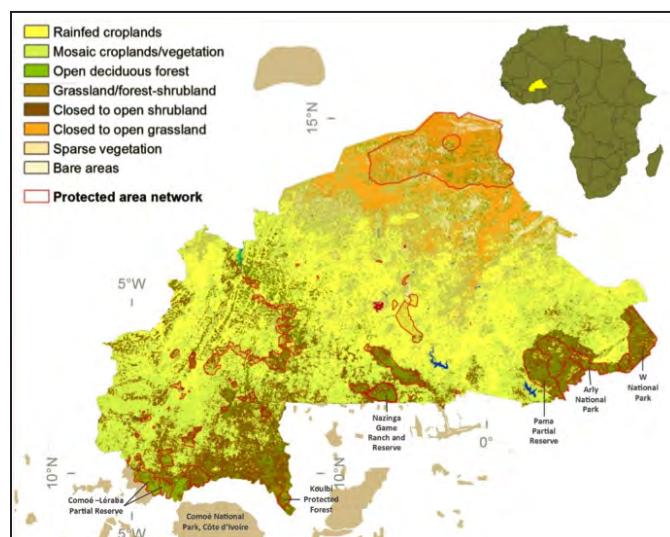 Rainfed croplands
Mosaic croplands/vegetation
Open deciduous forest
Grassland/forest-shrubland
Closed to open shrubland
Closed to open grassland
Sparse vegetation
Bare areas
Protected area network
15°N
5°W
W
National
Park
Arly
National
Park
Pama
Partial
Reserve
Nazinga
Game
Ranch and
Reserve
0°
10°N
10°N
Koulbi
Protected
Forest
Comoé –Léraba
Partial Reserve
Comoé National
Park, Côte d'Ivoire
5°W